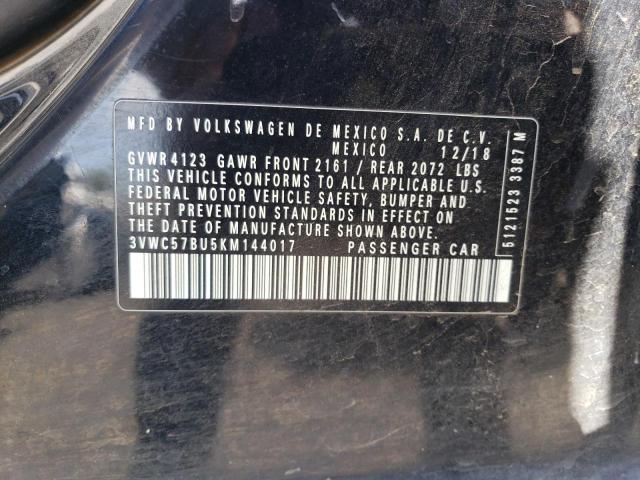 MFD BY VOLKSWAGEN DE MEXICO S.A. DE C.V.
MEXICO 12/18
GVWR 4123 GAWR FRONT 2161 / REAR 2072 LBS
THIS VEHICLE CONFORMS TO ALL APPLICABLE U.S.
FEDERAL MOTOR VEHICLE SAFETY, BUMPER AND
THEFT PREVENTION STANDARDS IN EFFECT ON
THE DATE OF MANUFACTURE SHOWN ABOVE.
3VWC57BU5KM144017 PASSENGER CAR
5121523 3387 M